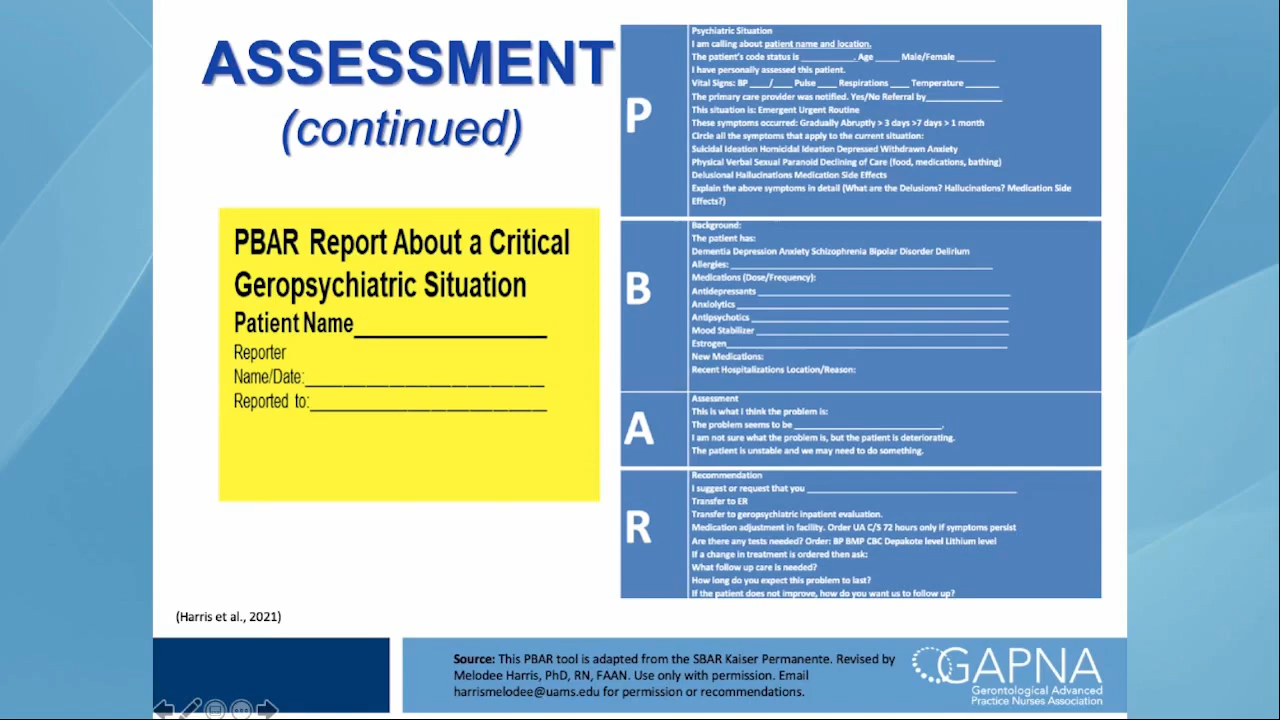 ASSESSMENT
(continued)
PBAR Report About a Critical
Geropsychiatric Situation
Patient Name____________________
Reporter
Name/Date:____________________
Reported to:____________________
(Harris et al., 2021)
P
Psychiatric Situation
I am calling about patient name and location.
The patient's code status is __________. Age _____ Male/Female _______
I have personally assessed this patient.
Vital Signs: BP ____/____ Pulse ____ Respirations ____ Temperature _______
The primary care provider was notified. Yes/No Referral by______________
This situation is: Emergent Urgent Routine
These symptoms occurred: Gradually Abruptly > 3 days >7 days > 1 month
Circle all the symptoms that apply to the current situation:
Suicidal Ideation Homicidal Ideation Depressed Withdrawn Anxiety
Physical Verbal Sexual Paranoid Declining of Care (food, medications, bathing)
Delusional Hallucinations Medication Side Effects
Explain the above symptoms in detail (What are the Delusions? Hallucinations? Medication Side
Effects?)
B
Background:
The patient has:
Dementia Depression Anxiety Schizophrenia Bipolar Disorder Delirium
Allergies: ____________________
Medications (Dose/Frequency):
Antidepressants ____________________
Anxiolytics ____________________
Antipsychotics ____________________
Mood Stabilizer ____________________
Estrogen____________________
New Medications:
Recent Hospitalizations Location/Reason:
A
Assessment
This is what I think the problem is:
The problem seems to be ____________________.
I am not sure what the problem is, but the patient is deteriorating.
The patient is unstable and we may need to do something.
R
Recommendation
I suggest or request that you ____________________
Transfer to ER
Transfer to geropsychiatric inpatient evaluation.
Medication adjustment in facility. Order UA C/S 72 hours only if symptoms persist
Are there any tests needed? Order: BP BMP CBC Depakote level Lithium level
If a change in treatment is ordered then ask:
What follow up care is needed?
How long do you expect this problem to last?
If the patient does not improve, how do you want us to follow up?
Source: This PBAR tool is adapted from the SBAR Kaiser Permanente. Revised by
Melodee Harris, PhD, RN, FAAN. Use only with permission. Email
harrismelodee@uams.edu for permission or recommendations.
GAPNA
Gerontological Advanced
Practice Nurses Association